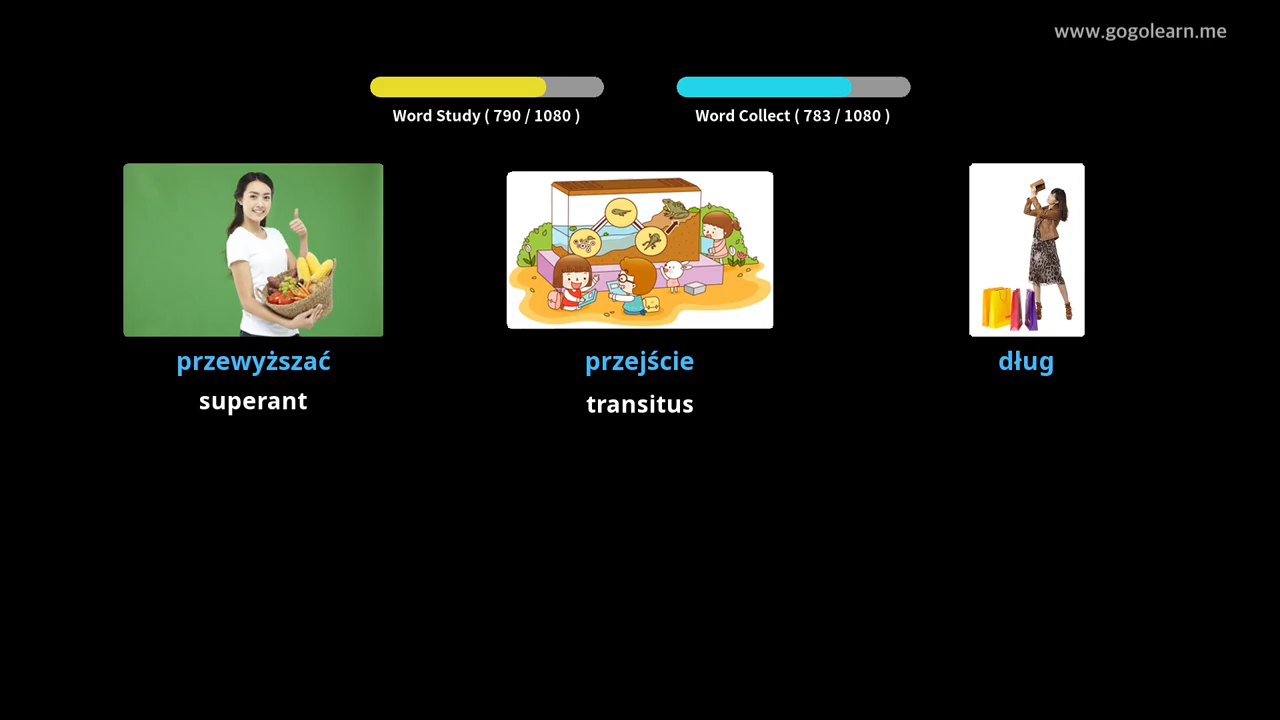 www.gogolearn.me
Word Study ( 790 / 1080 )
Word Collect ( 783 / 1080 )
przewyższać
przejście
dług
superant
transitus